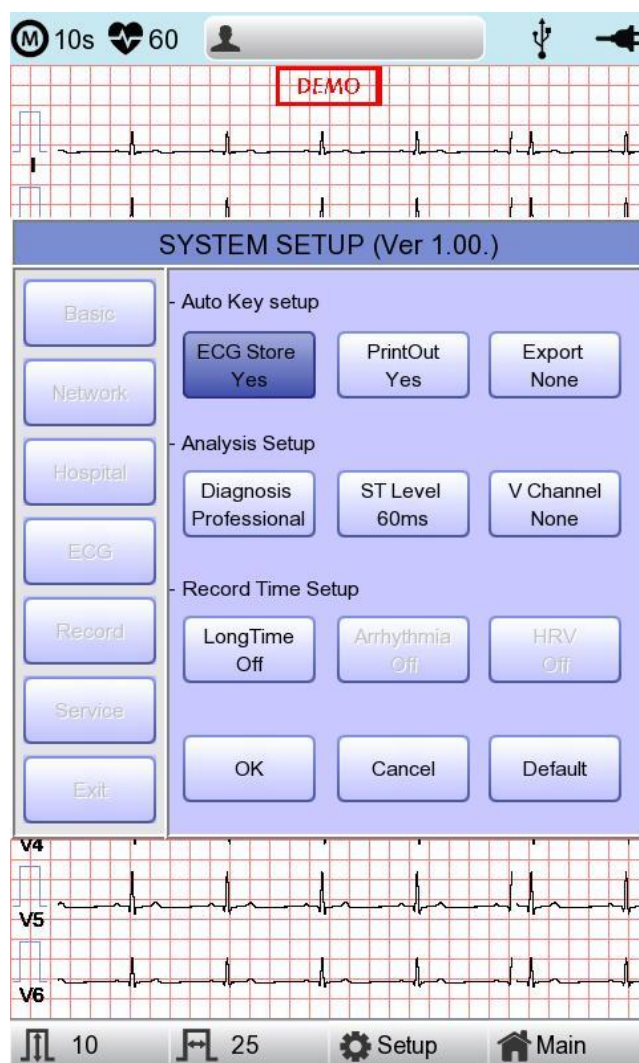 M 10s 60
DEMO
I
SYSTEM SETUP (Ver 1.00.)
Basic
Network
Hospital
ECG
Record
Service
Exit
- Auto Key setup
ECG Store
Yes
PrintOut
Yes
Export
None
- Analysis Setup
Diagnosis
Professional
ST Level
60ms
V Channel
None
- Record Time Setup
LongTime
Off
Arrhythmia
Off
HRV
Off
OK
Cancel
Default
V4
V5
V6
10 25 Setup Main